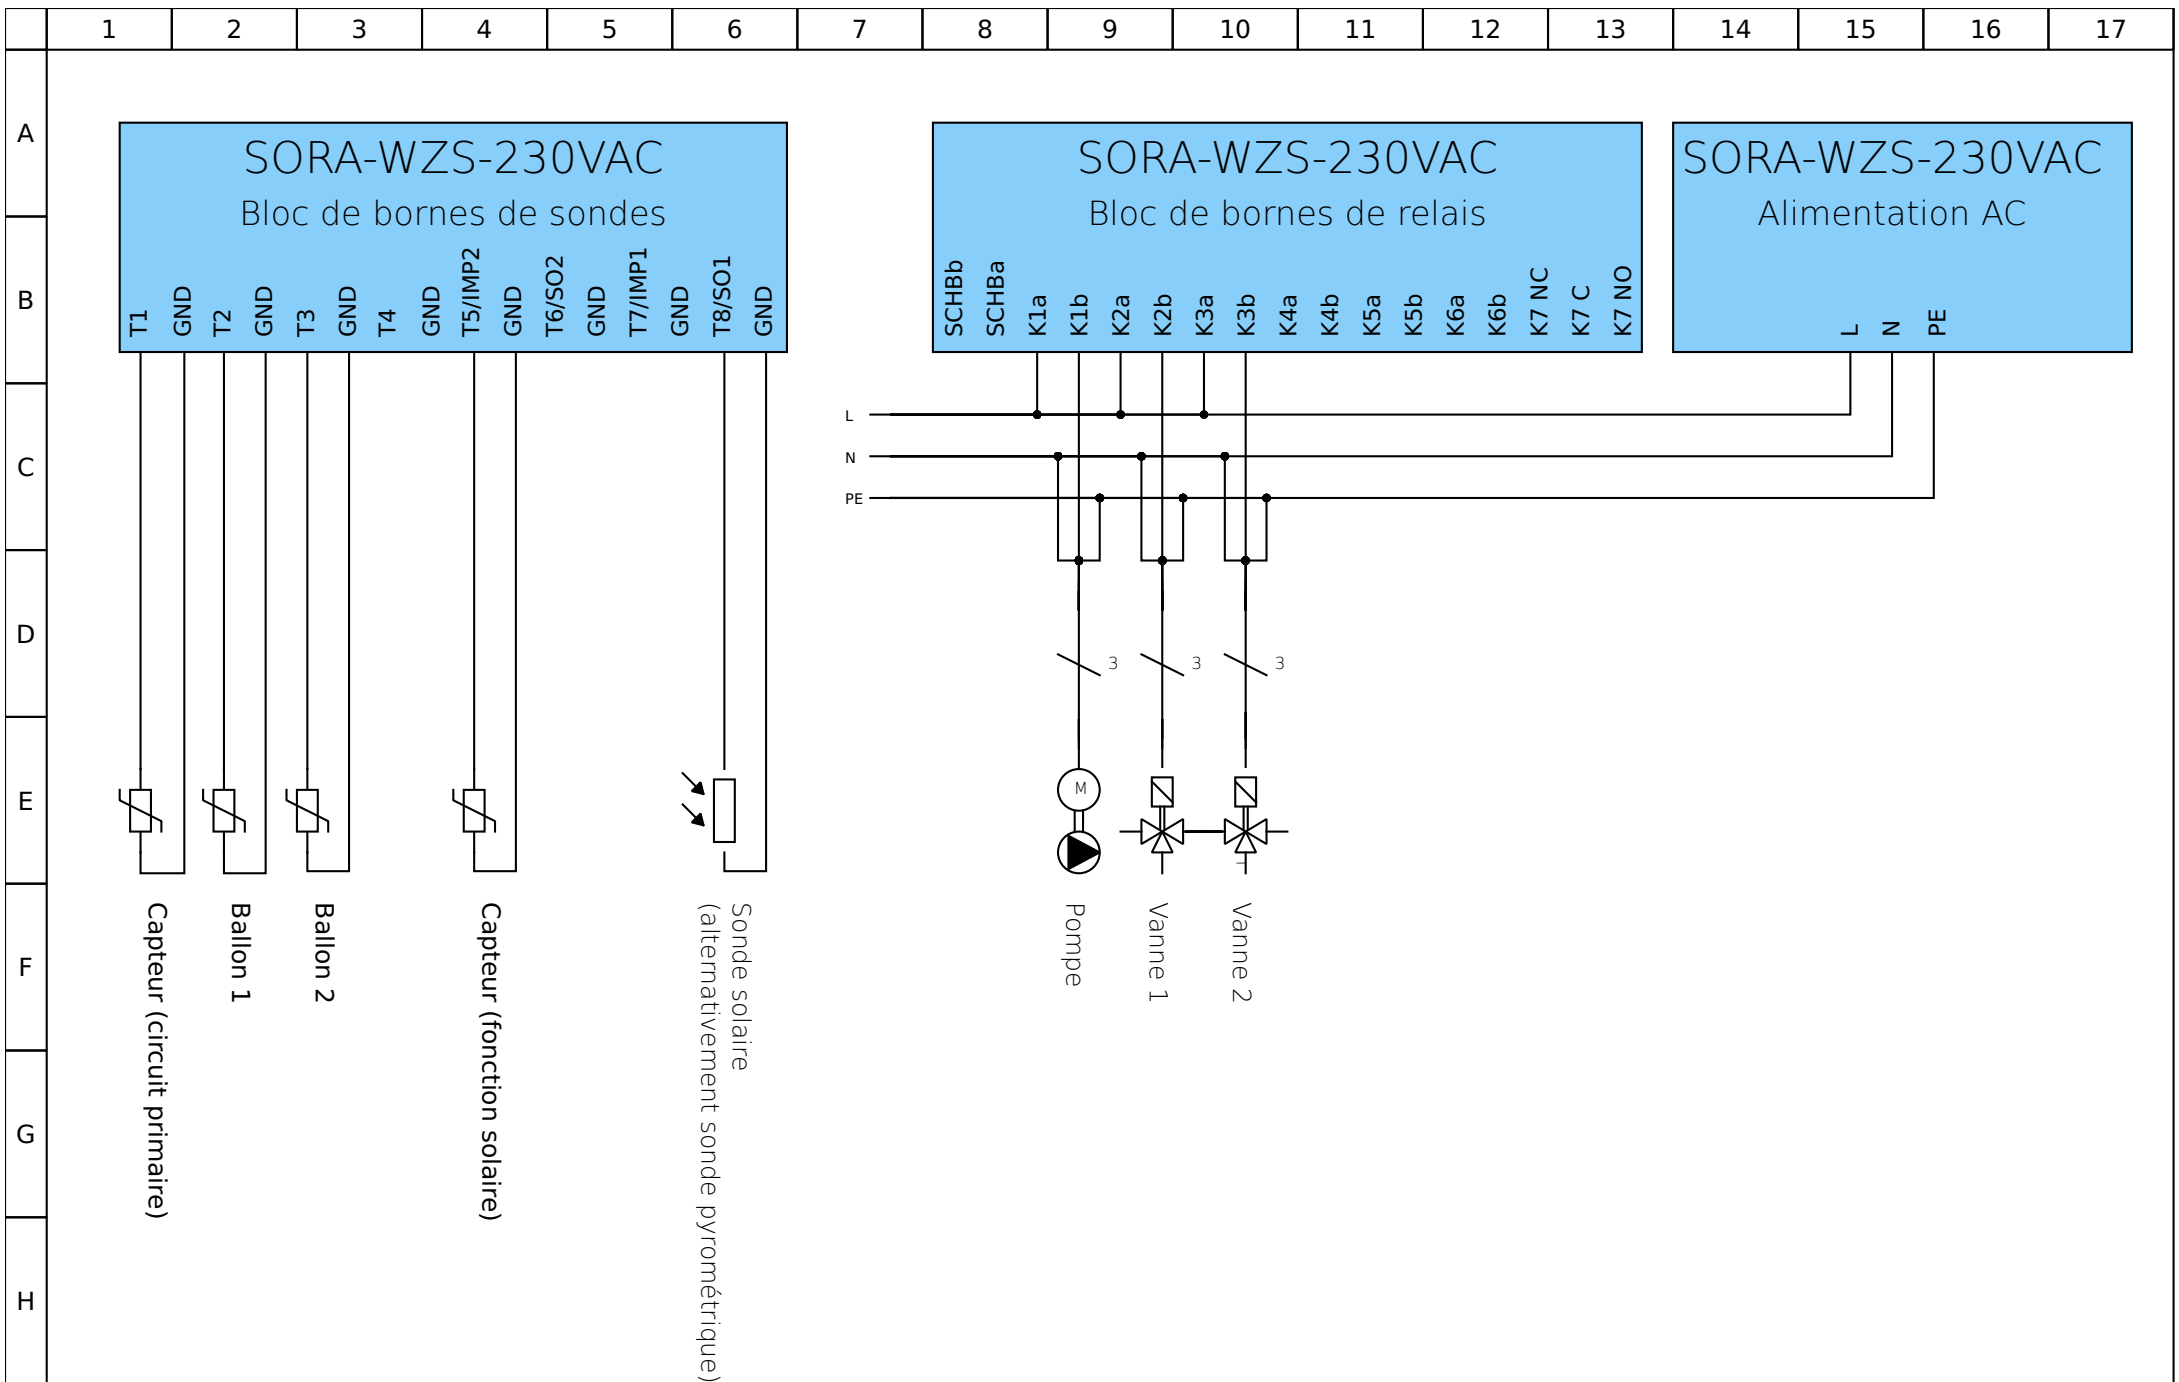 1 2 3 4 5 6 7 8 9 10 11 12 13 14 15 16 17
A
B
C
D
E
F
G
H
SORA-WZS-230VAC
Bloc de bornes de sondes
T1 GND T2 GND T3 GND T4 GND T5/IMP2 GND T6/SO2 GND T7/IMP1 GND T8/SO1 GND
SORA-WZS-230VAC
Bloc de bornes de relais
SCHBb SCHBa K1a K1b K2a K2b K3a K3b K4a K4b K5a K5b K6a K6b K7 NC K7 C K7 NO
SORA-WZS-230VAC
Alimentation AC
L N PE
L
N
PE
3 3 3
M
Capteur (circuit primaire)
Ballon 1
Ballon 2
Capteur (fonction solaire)
Sonde solaire
(alternativement sonde pyrométrique)
Pompe
Vanne 1
Vanne 2